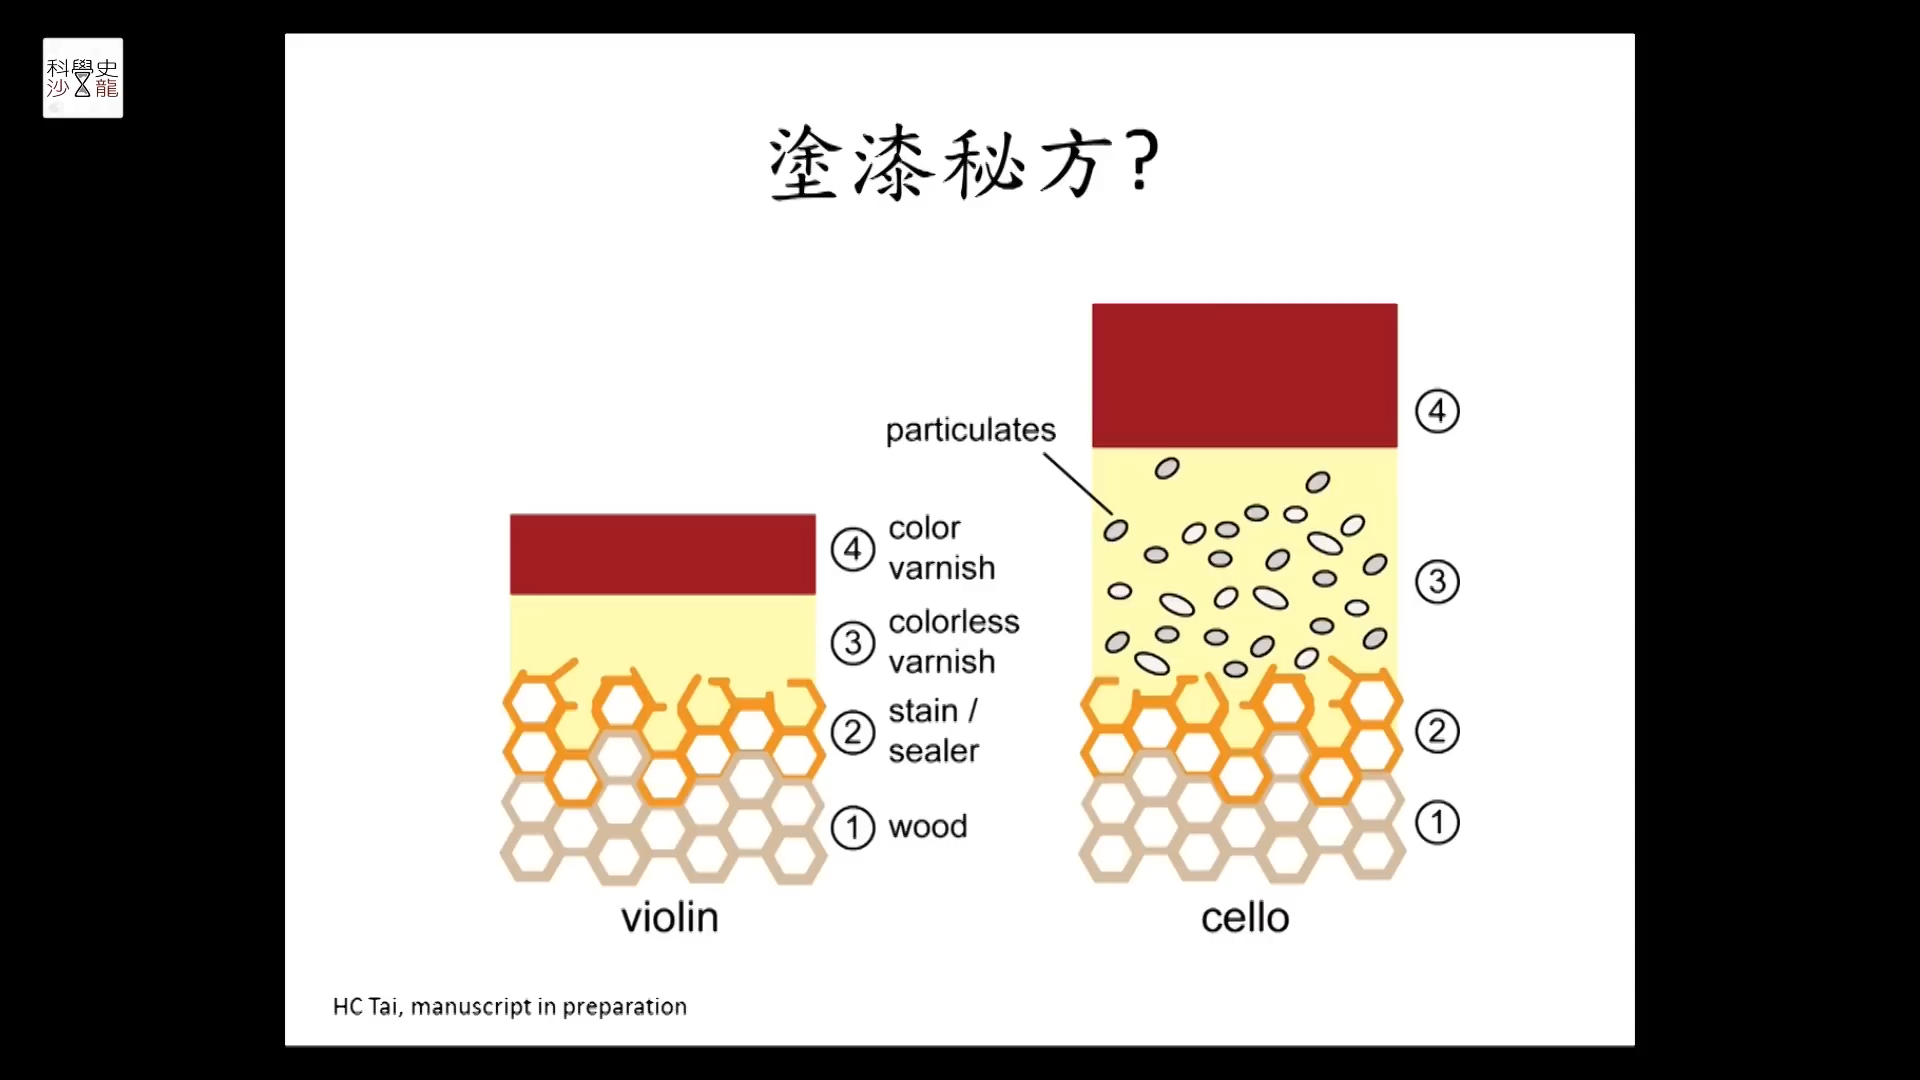 科學史
沙龍
塗漆秘方?
particulates
④ color
varnish
③ colorless
varnish
② stain /
sealer
① wood
violin
④
③
②
①
cello
HC Tai, manuscript in preparation